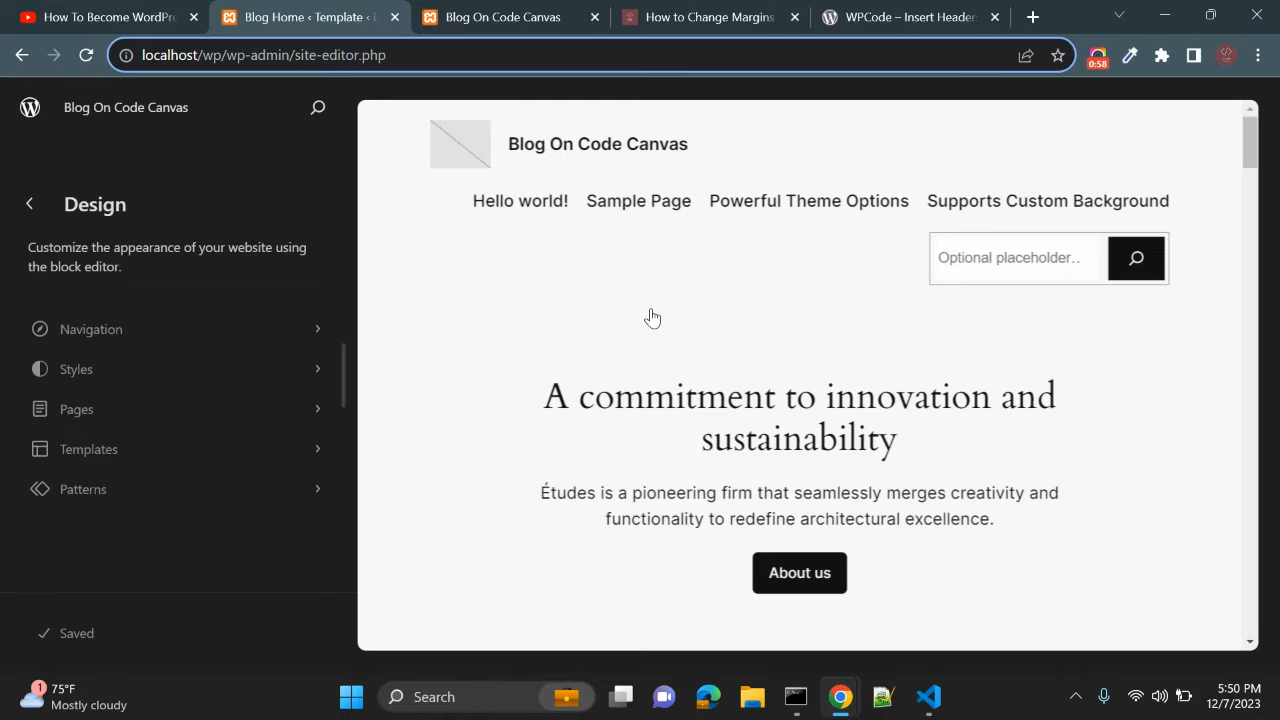 How To Become WordPre
Blog Home ‹ Template ‹
Blog On Code Canvas
How to Change Margins
WPCode – Insert Header
localhost/wp/wp-admin/site-editor.php
0:58
Blog On Code Canvas
Design
Customize the appearance of your website using
the block editor.
Navigation
Styles
Pages
Templates
Patterns
Saved
Blog On Code Canvas
Hello world! Sample Page Powerful Theme Options Supports Custom Background
Optional placeholder..
A commitment to innovation and
sustainability
Études is a pioneering firm that seamlessly merges creativity and
functionality to redefine architectural excellence.
About us
1
75°F
Mostly cloudy
Search
5:50 PM
12/7/2023